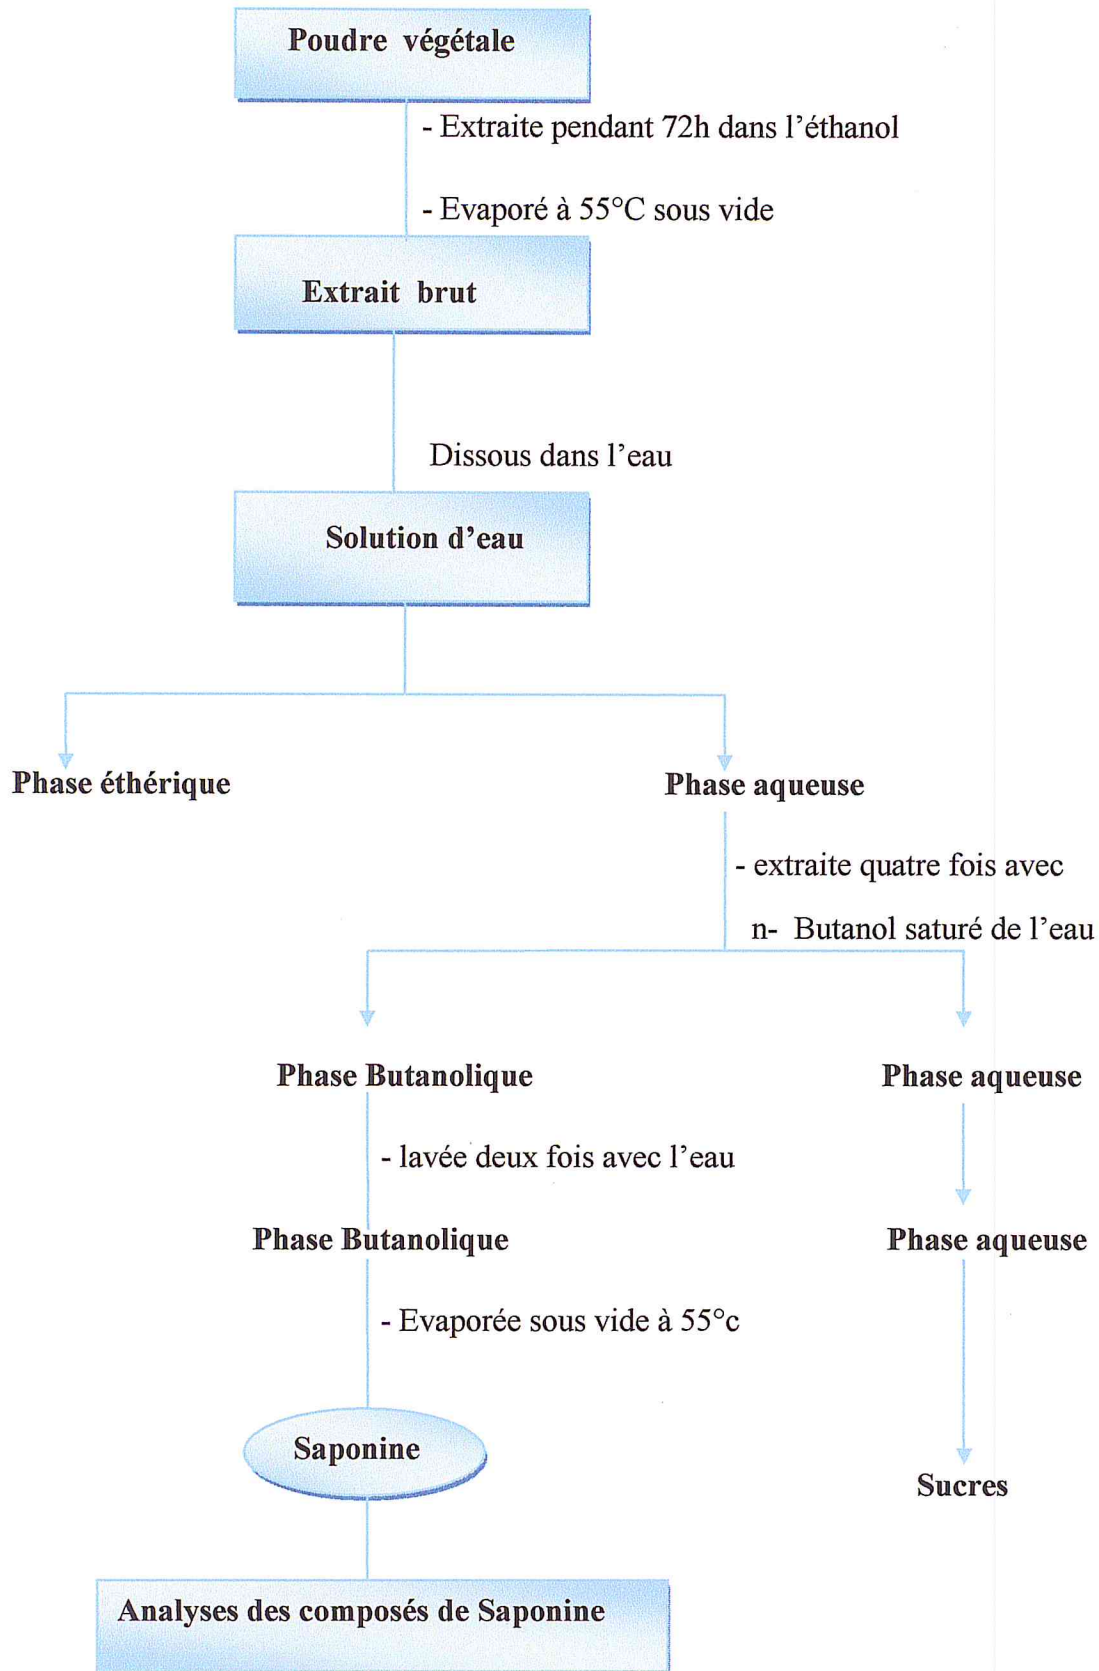 Poudre végétale
- Extraite pendant 72h dans l’éthanol
- Evaporé à 55°C sous vide
Extrait brut
Dissous dans l’eau
Solution d’eau
Phase éthérique
Phase aqueuse
- extraite quatre fois avec
n- Butanol saturé de l’eau
Phase Butanolique
Phase aqueuse
- lavée deux fois avec l’eau
Phase Butanolique
Phase aqueuse
- Evaporée sous vide à 55°c
Saponine
Sucres
Analyses des composés de Saponine